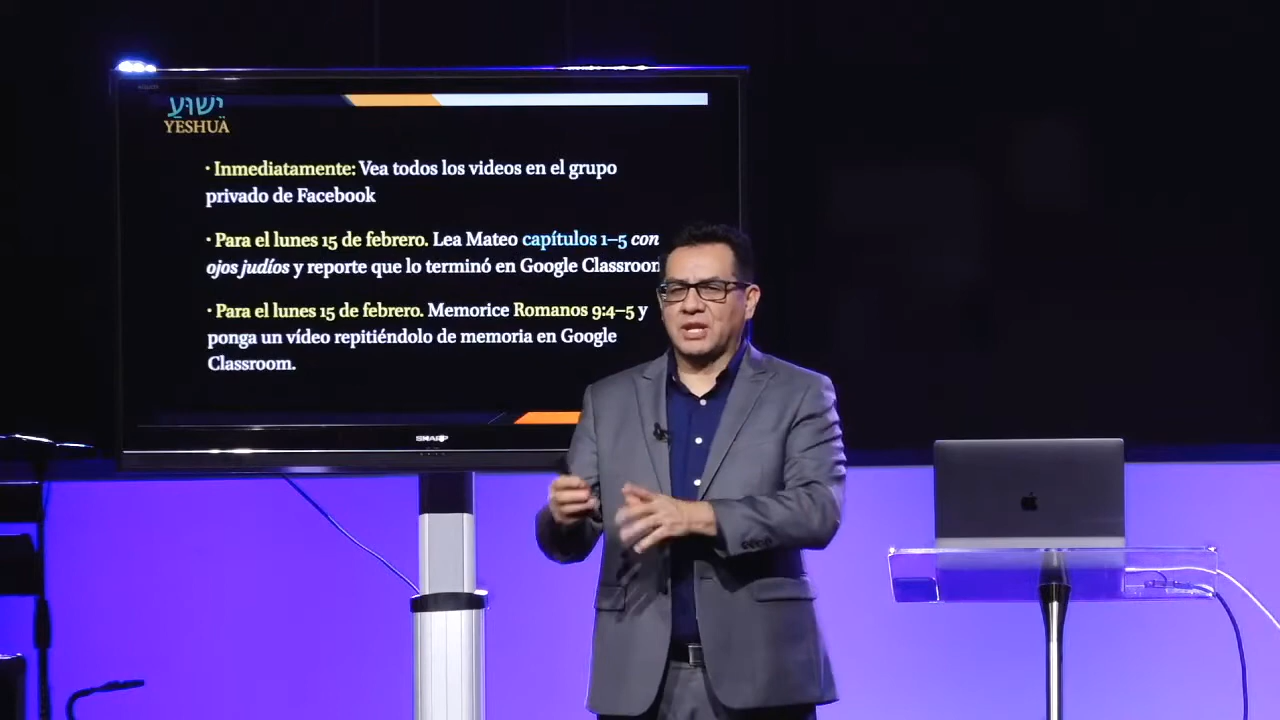 יֵשׁוּעַ
YESHUÄ
· Inmediatamente: Vea todos los videos en el grupo
privado de Facebook
· Para el lunes 15 de febrero. Lea Mateo capítulos 1–5 con
ojos judíos y reporte que lo terminó en Google Classroom
· Para el lunes 15 de febrero. Memorice Romanos 9:4–5 y
ponga un vídeo repitiéndolo de memoria en Google
Classroom.
SHARP